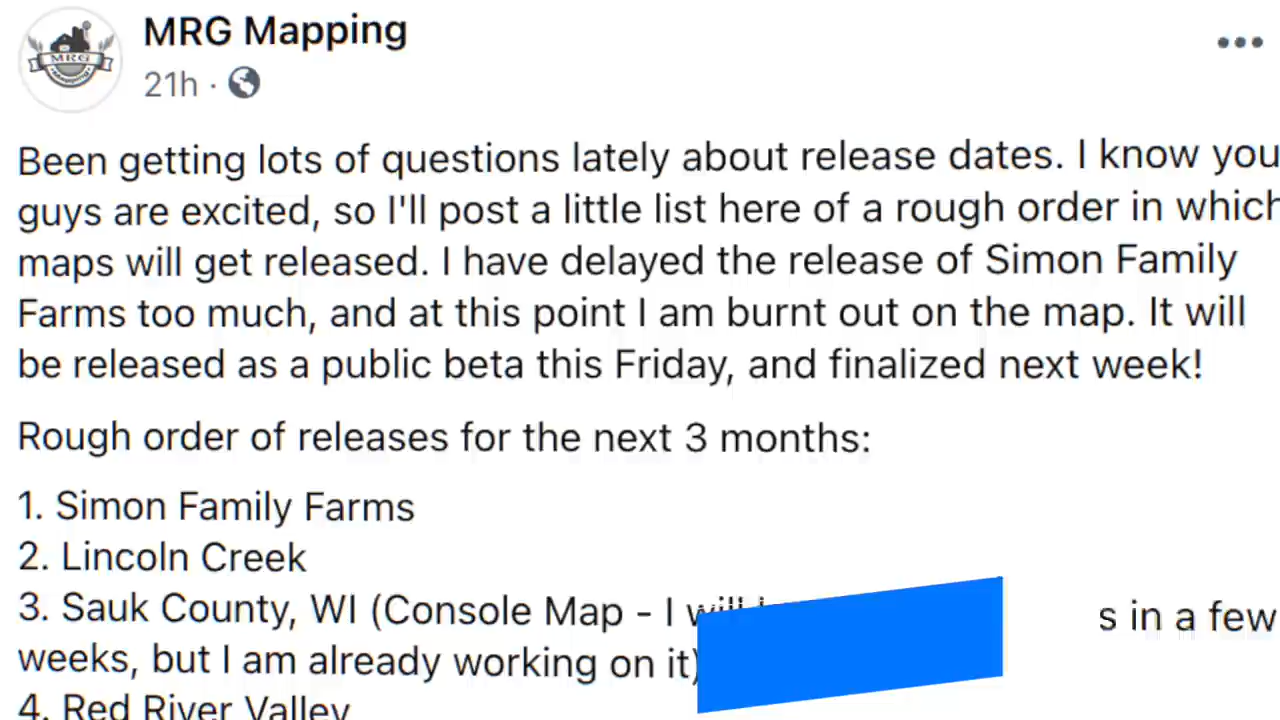 MRG Mapping
21h ·
MRG
Mapping
Been getting lots of questions lately about release dates. I know you
guys are excited, so I'll post a little list here of a rough order in which
maps will get released. I have delayed the release of Simon Family
Farms too much, and at this point I am burnt out on the map. It will
be released as a public beta this Friday, and finalized next week!
Rough order of releases for the next 3 months:
1. Simon Family Farms
2. Lincoln Creek
3. Sauk County, WI (Console Map - I will s in a few
weeks, but I am already working on it)
4. Red River Valley